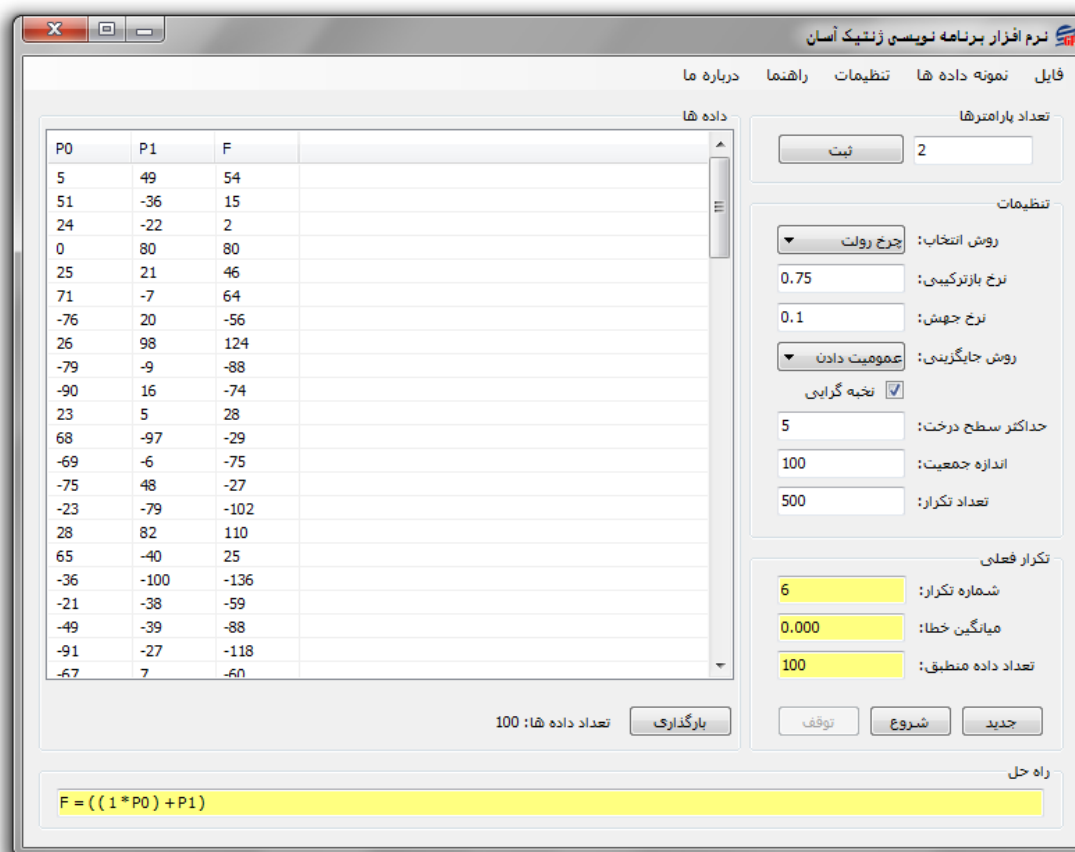 نرم افزار برنامه نویسی ژنتیک آسان
فایل نمونه داده ها تنظیمات راهنما درباره ما
تعداد پارامترها
2 ثبت
تنظیمات
روش انتخاب: چرخ رولت
نرخ بازترکیبی: 0.75
نرخ جهش: 0.1
روش جایگزینی: عمومیت دادن
نخبه گرایی
حداکثر سطح درخت: 5
اندازه جمعیت: 100
تعداد تکرار: 500
تکرار فعلی
شماره تکرار: 6
میانگین خطا: 0.000
تعداد داده منطبق: 100
جدید شروع توقف
داده ها
P0 P1 F
5 49 54
51 -36 15
24 -22 2
0 80 80
25 21 46
71 -7 64
-76 20 -56
26 98 124
-79 -9 -88
-90 16 -74
23 5 28
68 -97 -29
-69 -6 -75
-75 48 -27
-23 -79 -102
28 82 110
65 -40 25
-36 -100 -136
-21 -38 -59
-49 -39 -88
-91 -27 -118
-67 7 -60
بارگذاری تعداد داده ها: 100
راه حل
F = ( ( 1 * P0 ) + P1 )